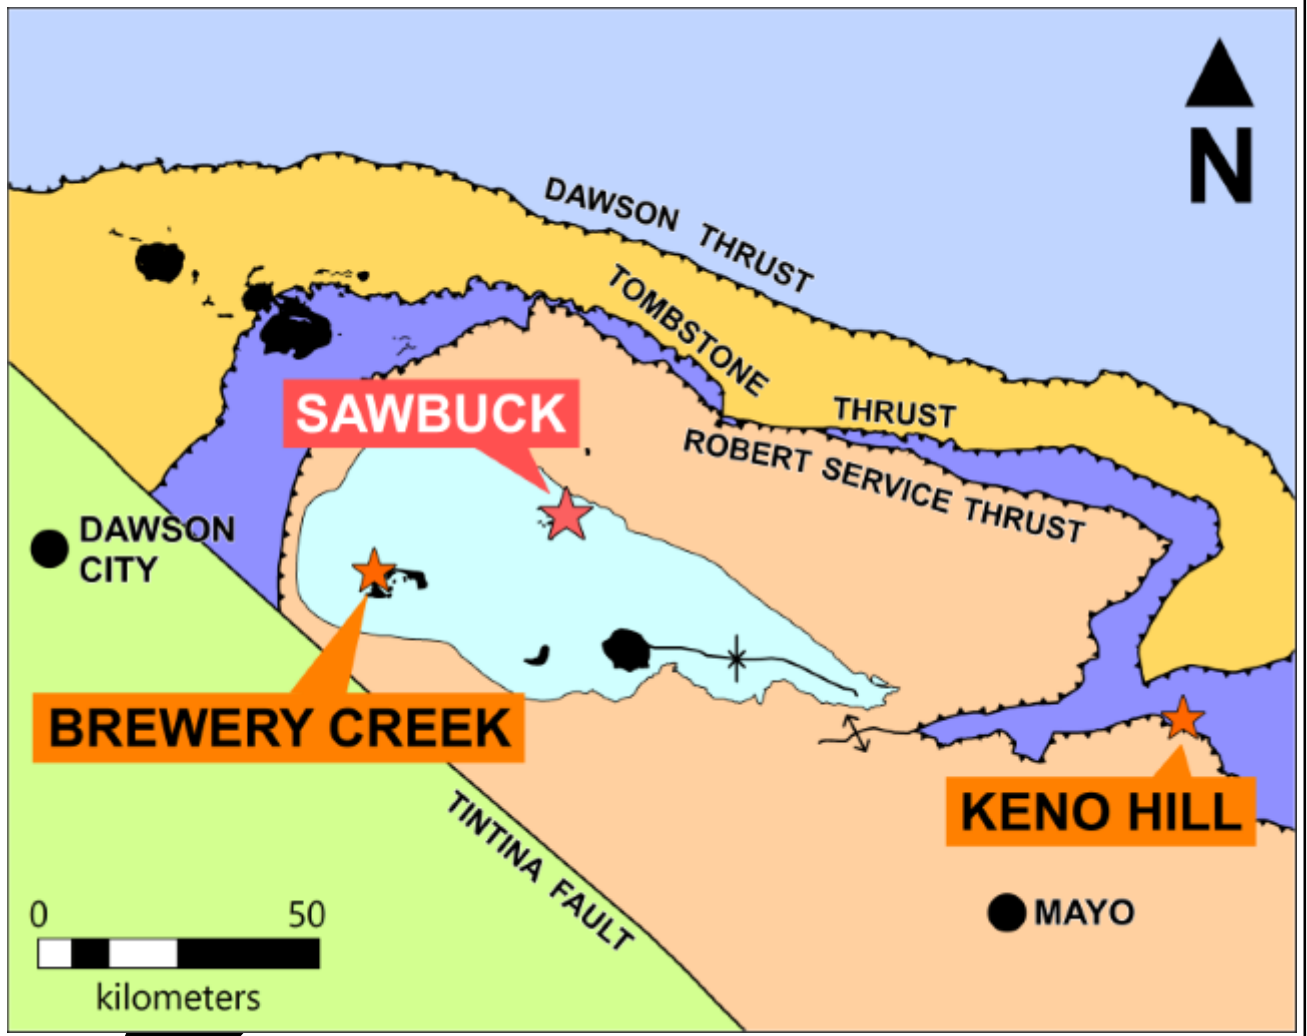 N
DAWSON THRUST
TOMBSTONE THRUST
SAWBUCK
ROBERT SERVICE THRUST
DAWSON
CITY
BREWERY CREEK
KENO HILL
TINTINA FAULT
MAYO
0 50
kilometers